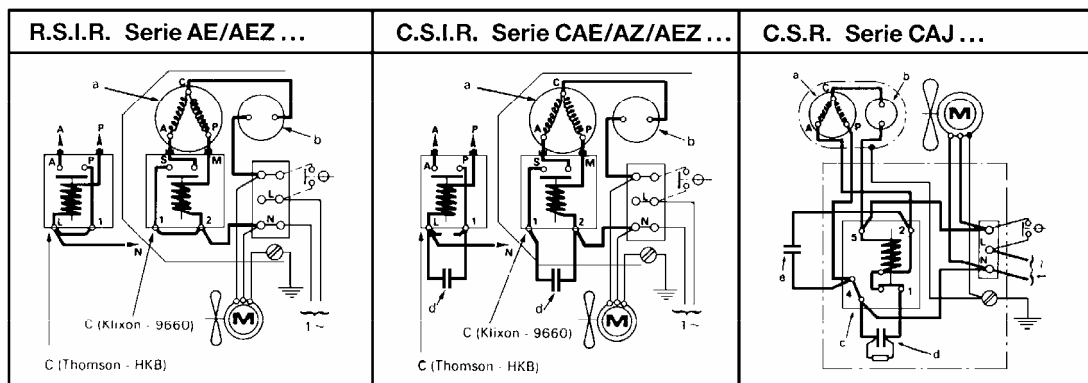 R.S.I.R. Serie AE/AEZ ...
a
C
A
P
A
P
A
P
S
M
b
L
1
1
2
L
N
N
M
1~
C (Klixon - 9660)
C (Thomson - HKB)
C.S.I.R. Serie CAE/AZ/AEZ ...
a
C
A
P
A
P
A
P
S
M
b
L
1
1
2
L
N
N
d
d
M
1~
C (Klixon - 9660)
C (Thomson - HKB)
C.S.R. Serie CAJ ...
a
b
C
A
P
M
5
2
L
N
e
4
1
c
d